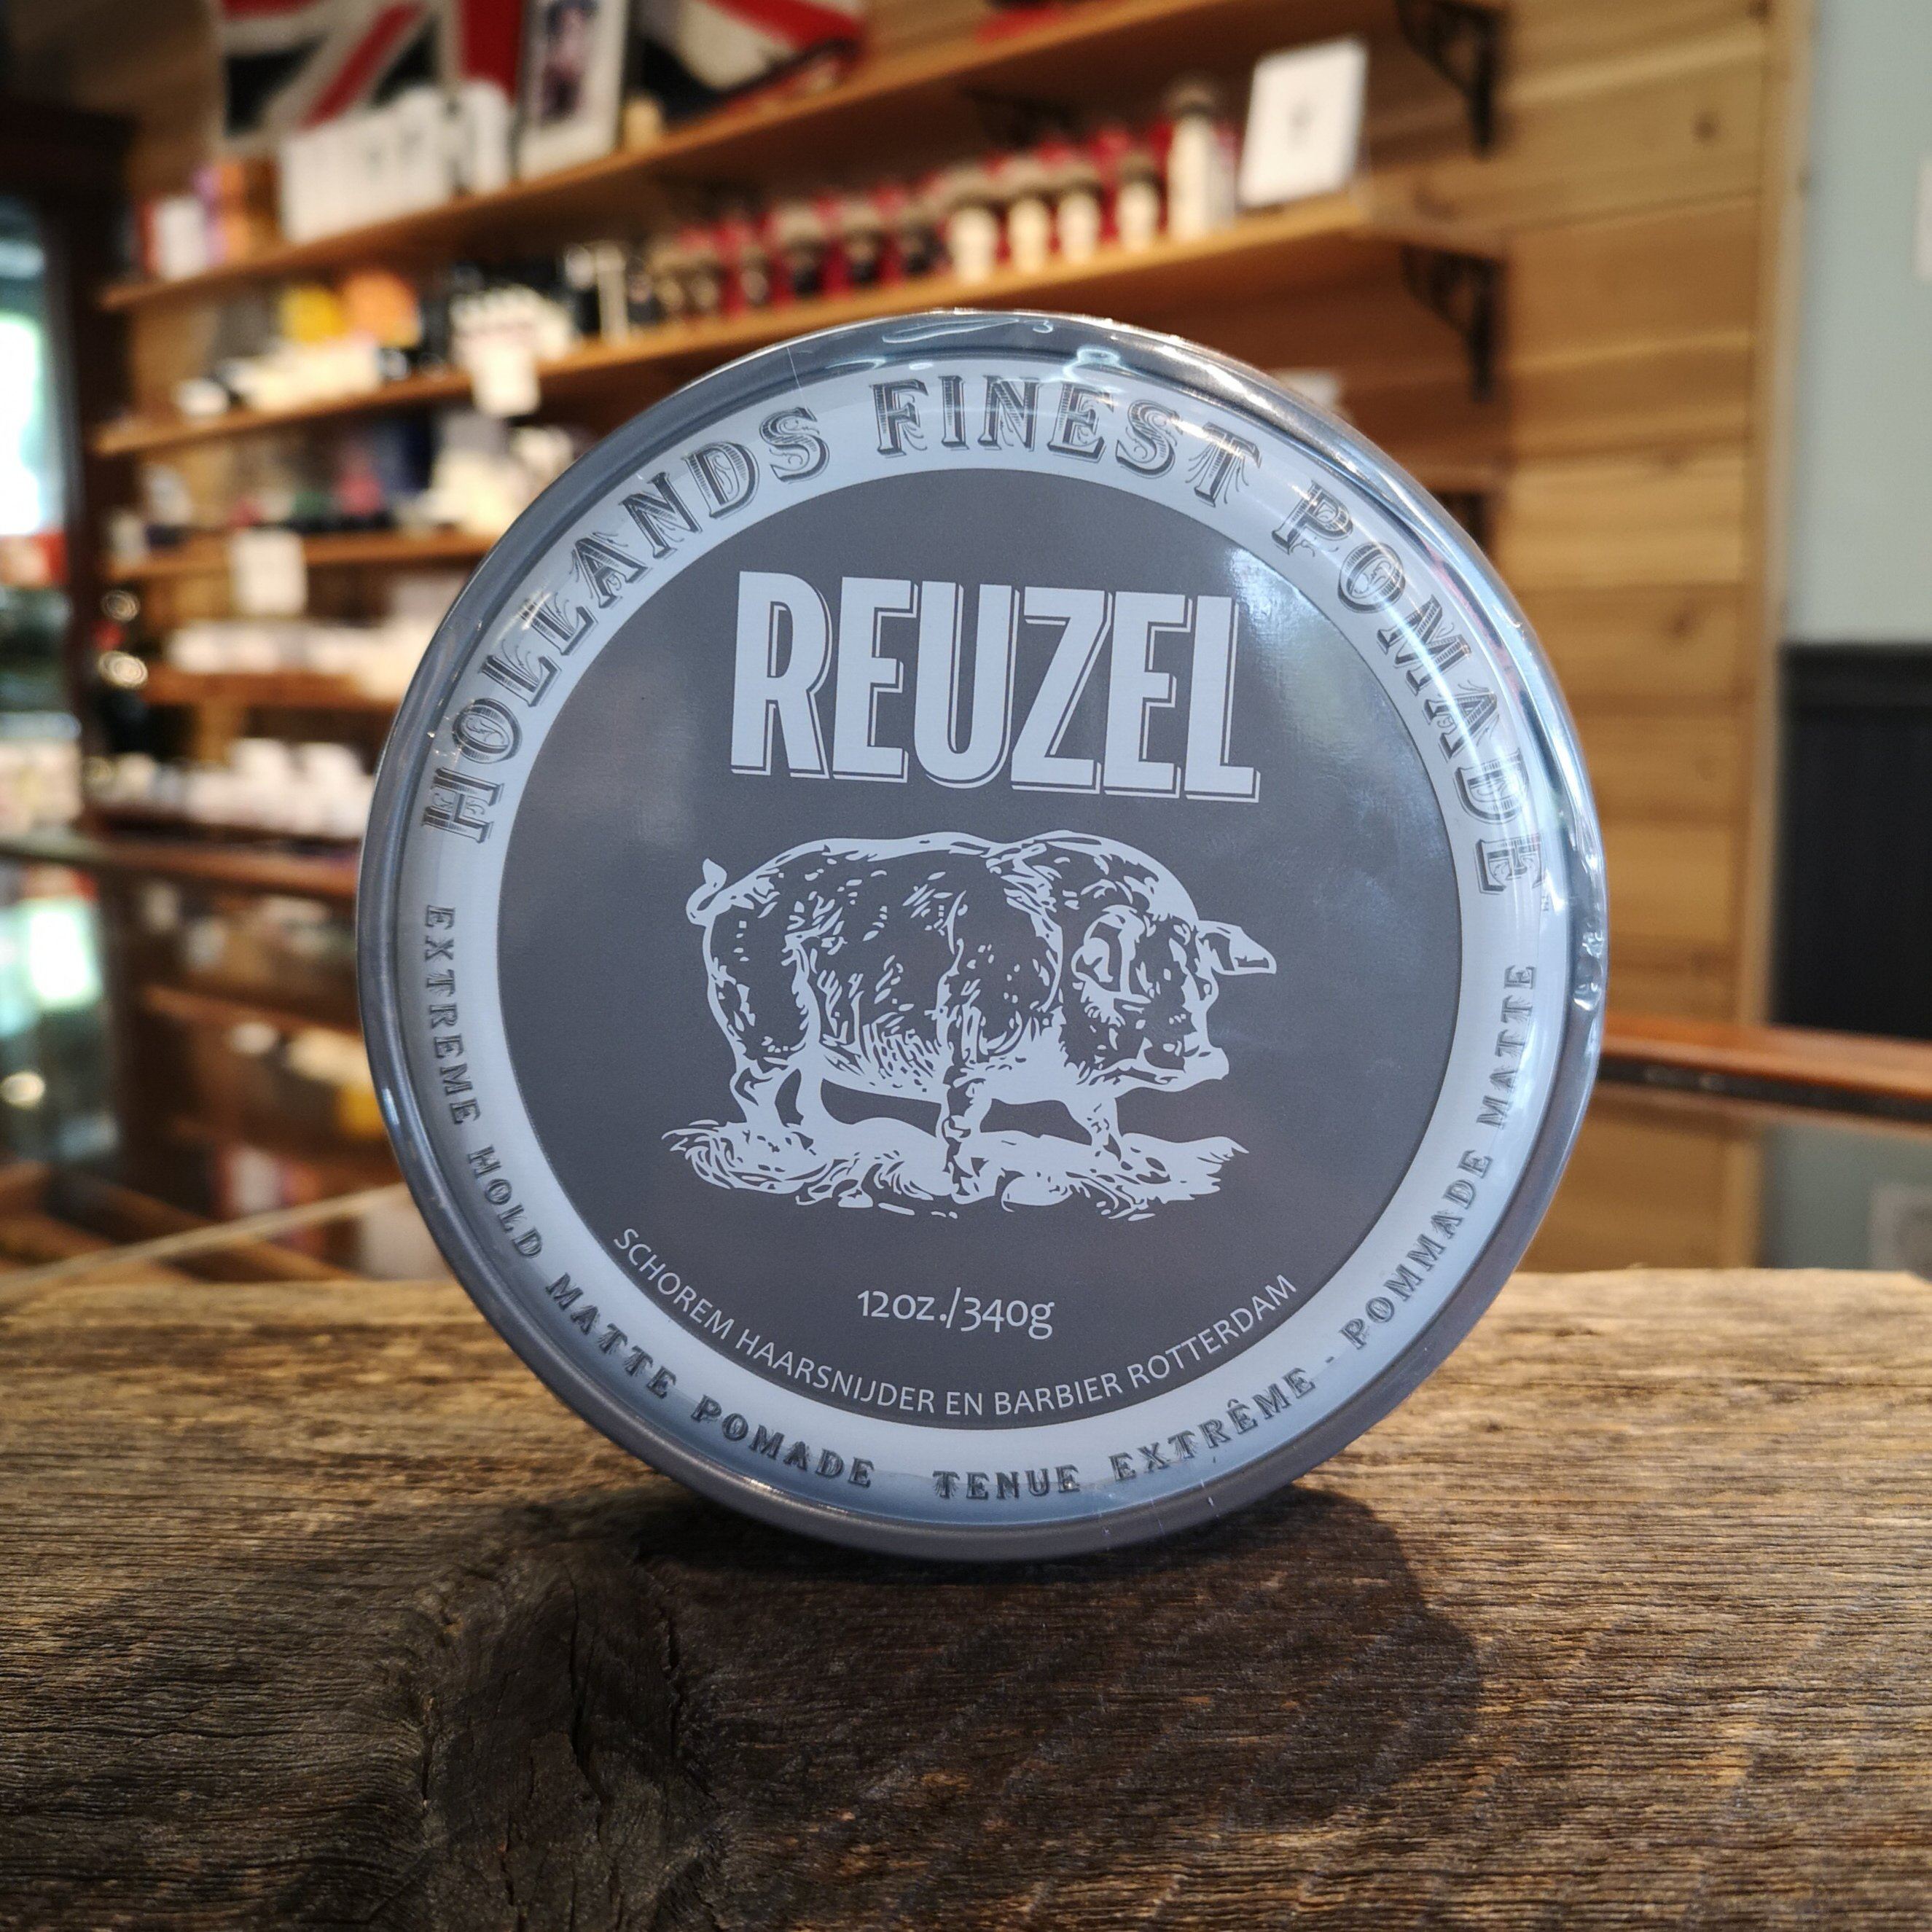 HOLLANDS FINEST POMADE
REUZEL
12oz./340g
SCHOREM HAARSNIJDER EN BARBIER ROTTERDAM
EXTREME HOLD MATTE POMADE
TENUE EXTRÊME - POMMADE MATTE